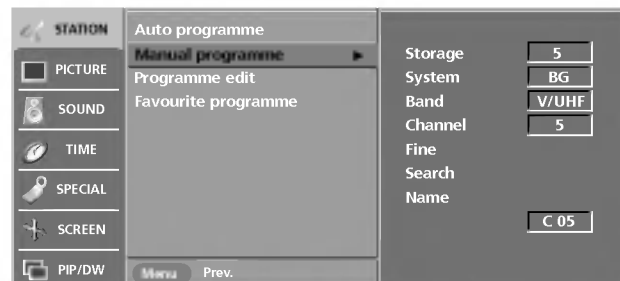 STATION
PICTURE
SOUND
TIME
SPECIAL
SCREEN
PIP/DW
Auto programme
Manual programme
Programme edit
Favourite programme
Menu Prev.
Storage 5
System BG
Band V/UHF
Channel 5
Fine
Search
Name
C 05